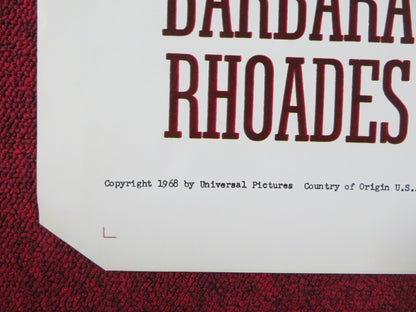 BARBARA
RHOADES
Copyright 1968 by Universal Pictures Country of Origin U.S.